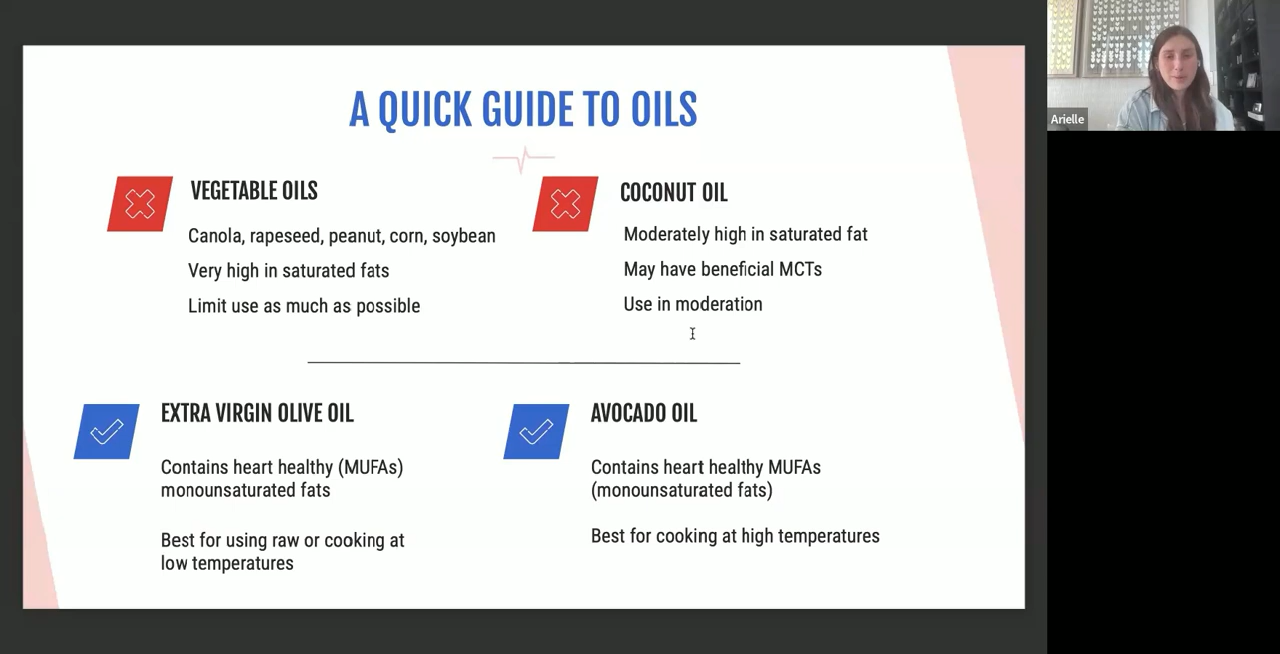 A QUICK GUIDE TO OILS
VEGETABLE OILS
Canola, rapeseed, peanut, corn, soybean
Very high in saturated fats
Limit use as much as possible
COCONUT OIL
Moderately high in saturated fat
May have beneficial MCTs
Use in moderation
EXTRA VIRGIN OLIVE OIL
Contains heart healthy (MUFAs)
monounsaturated fats
Best for using raw or cooking at
low temperatures
AVOCADO OIL
Contains heart healthy MUFAs
(monounsaturated fats)
Best for cooking at high temperatures
Arielle